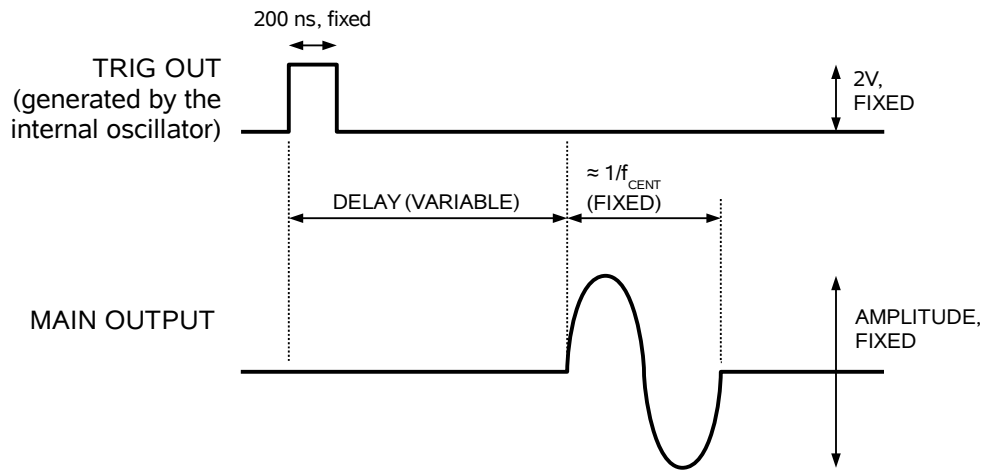 200 ns, fixed
TRIG OUT
(generated by the
internal oscillator)
2V,
FIXED
≈ 1/fCENT
(FIXED)
DELAY (VARIABLE)
MAIN OUTPUT
AMPLITUDE,
FIXED